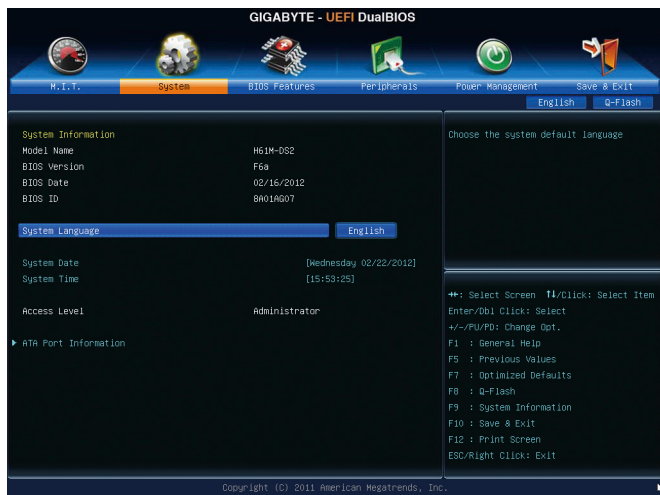 GIGABYTE - UEFI DualBIOS
M.I.T. System BIOS Features Peripherals Power Management Save & Exit
English Q-Flash
System Information
Model Name H61M-DS2
BIOS Version F6a
BIOS Date 02/16/2012
BIOS ID 8A01AG07
System Language English
System Date [Wednesday 02/22/2012]
System Time [15:53:25]
Access Level Administrator
ATA Port Information
Choose the system default language
→←: Select Screen ↑↓/Click: Select Item
Enter/Dbl Click: Select
+/-/PU/PD: Change Opt.
F1 : General Help
F5 : Previous Values
F7 : Optimized Defaults
F8 : Q-Flash
F9 : System Information
F10 : Save & Exit
F12 : Print Screen
ESC/Right Click: Exit
Copyright (C) 2011 American Megatrends, Inc.